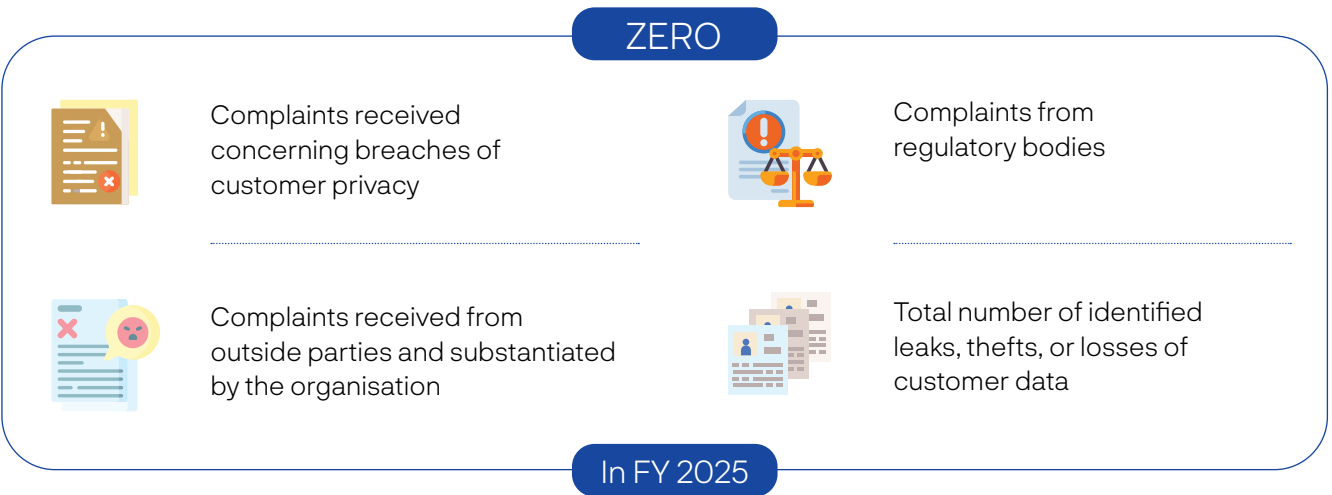 ZERO
Complaints received
concerning breaches of
customer privacy
Complaints from
regulatory bodies
Complaints received from
outside parties and substantiated
by the organisation
Total number of identified
leaks, thefts, or losses of
customer data
In FY 2025